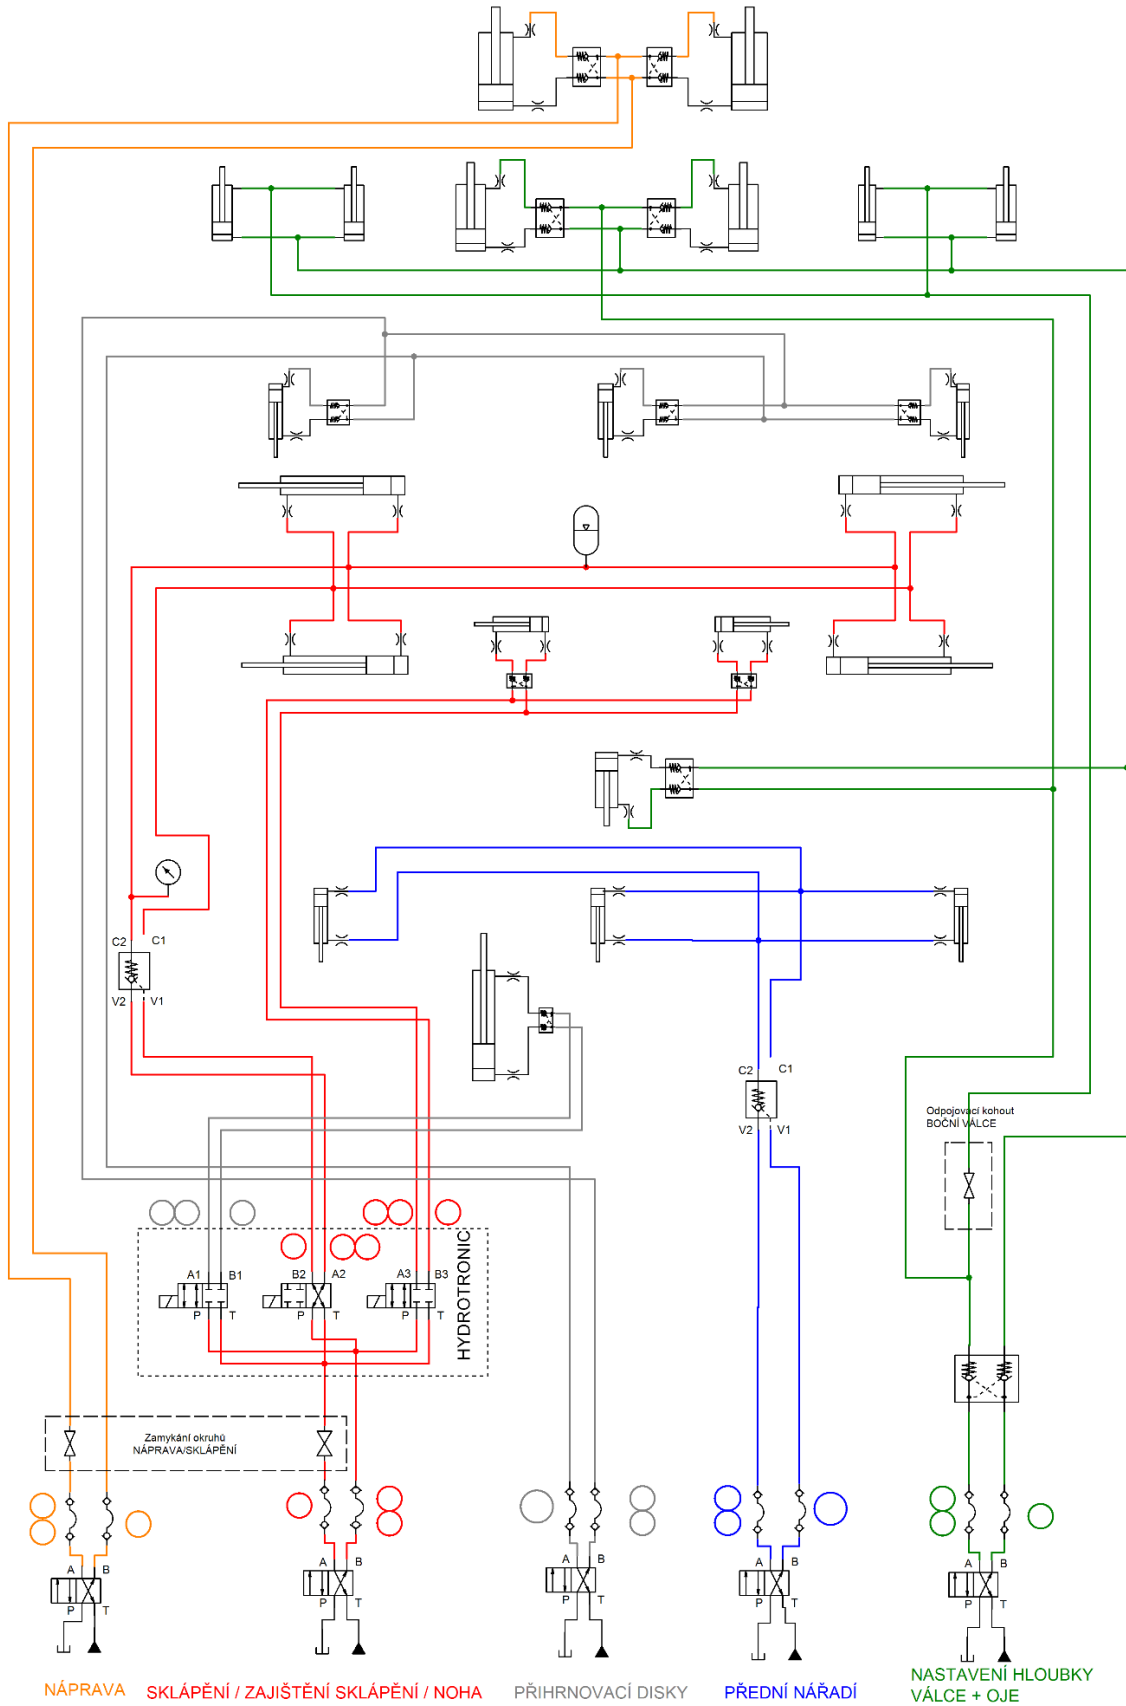 C2 C1
V2 V1
C2 C1
V2 V1
Odpojovací kohout
BOČNÍ VÁLCE
A1 B1 B2 A2 A3 B3
P T P T P T
HYDROTRONIC
Zamykání okruhů
NÁPRAVA/SKLÁPĚNÍ
A B A B A B A B A B
P T P T P T P T P T
NÁPRAVA
SKLÁPĚNÍ / ZAJIŠTĚNÍ SKLÁPĚNÍ / NOHA
PŘIHRNOVACÍ DISKY
PŘEDNÍ NÁŘADÍ
NASTAVENÍ HLOUBKY
VÁLCE + OJE